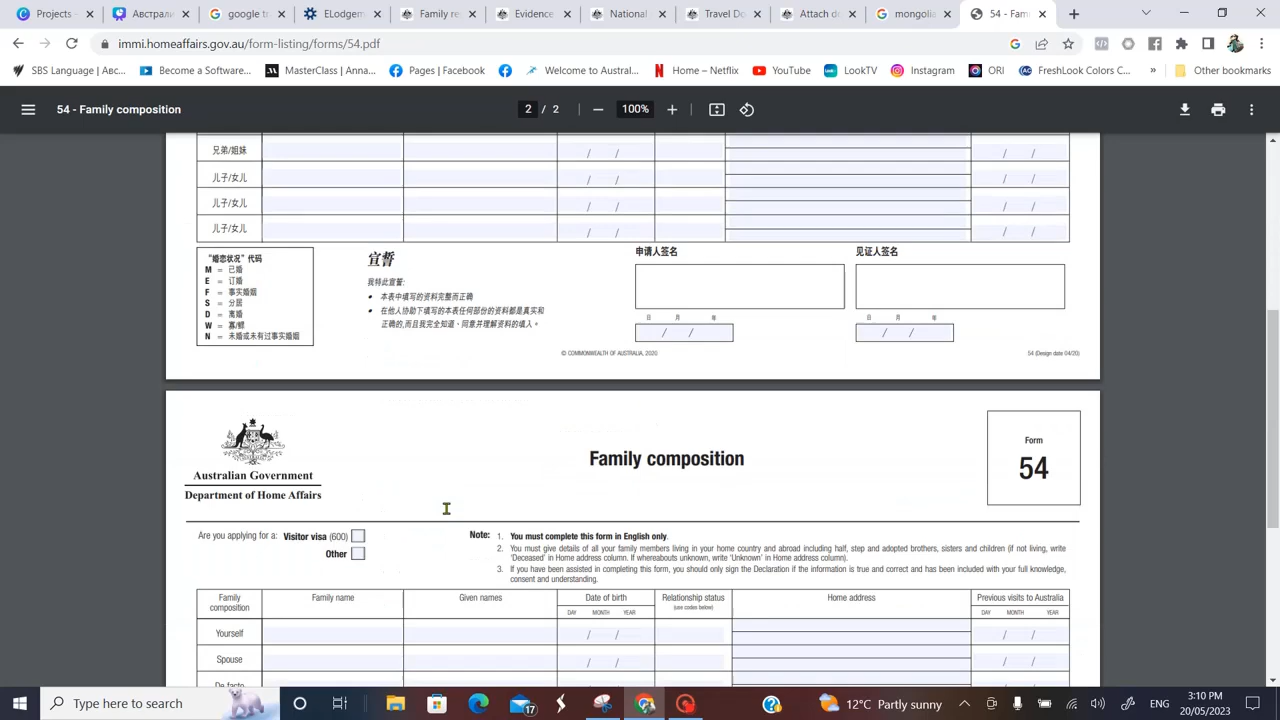 Projects
ELodgem
Family re
Evidence
National
Travel Do
Attach do
mongolia
54 - Fam
immi.homeaffairs.gov.au/form-listing/forms/54.pdf
SBS Language | Авс...
Become a Software...
MasterClass | Anna...
Pages | Facebook
Welcome to Austral...
Home – Netflix
YouTube
LookTV
Instagram
ORI
FreshLook Colors C...
»
Other bookmarks
54 - Family composition
2 / 2
100%
兄弟/姐妹 / / / /
儿子/女儿 / / / /
儿子/女儿 / / / /
儿子/女儿 / / / /
“婚恋状况” 代码
M = 已婚
E = 订婚
F = 事实婚姻
S = 分居
D = 离婚
W = 寡/鳏
N = 未婚或未有过事实婚姻
宣誓
我特此宣誓:
• 本表中填写的资料完整而正确
• 在他人协助下填写的本表任何部份的资料都是真实和
正确的,而且我完全知道、同意并理解资料的填入。
申请人签名
日 月 年
/ /
见证人签名
日 月 年
/ /
© COMMONWEALTH OF AUSTRALIA, 2020
54 (Design date 04/20)
Australian Government
Department of Home Affairs
Family composition
Form
54
Are you applying for a: Visitor visa (600)
Other
Note: 1. You must complete this form in English only.
2. You must give details of all your family members living in your home country and abroad including half, step and adopted brothers, sisters and children (if not living, write
‘Deceased’ in Home address column. If whereabouts unknown, write ‘Unknown’ in Home address column).
3. If you have been assisted in completing this form, you should only sign the Declaration if the information is true and correct and has been included with your full knowledge,
consent and understanding.
Family
composition
Family name
Given names
Date of birth
DAY MONTH YEAR
Relationship status
(use codes below)
Home address
Previous visits to Australia
DAY MONTH YEAR
Yourself / / / /
Spouse / / / /
De facto
Type here to search
17
12°C Partly sunny
ENG
3:10 PM
20/05/2023